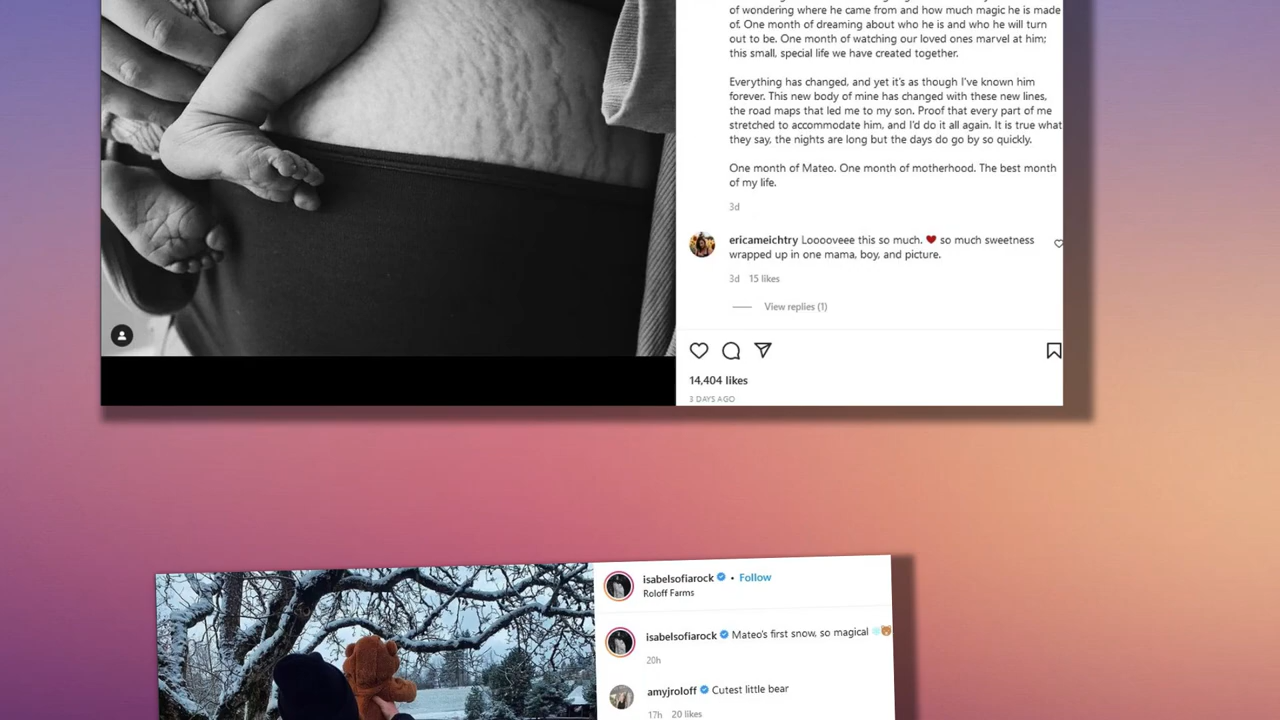 of wondering where he came from and how much magic he is made
of. One month of dreaming about who he is and who he will turn
out to be. One month of watching our loved ones marvel at him;
this small, special life we have created together.
Everything has changed, and yet it's as though I've known him
forever. This new body of mine has changed with these new lines,
the road maps that led me to my son. Proof that every part of me
stretched to accommodate him, and I'd do it all again. It is true what
they say, the nights are long but the days do go by so quickly.
One month of Mateo. One month of motherhood. The best month
of my life.
3d
ericameichtry Looooveee this so much. ❤️ so much sweetness
wrapped up in one mama, boy, and picture.
3d 15 likes
View replies (1)
14,404 likes
3 DAYS AGO
isabelsofiarock • Follow
Roloff Farms
isabelsofiarock Mateo's first snow, so magical ❄️🐻
20h
amyjroloff Cutest little bear
17h 20 likes